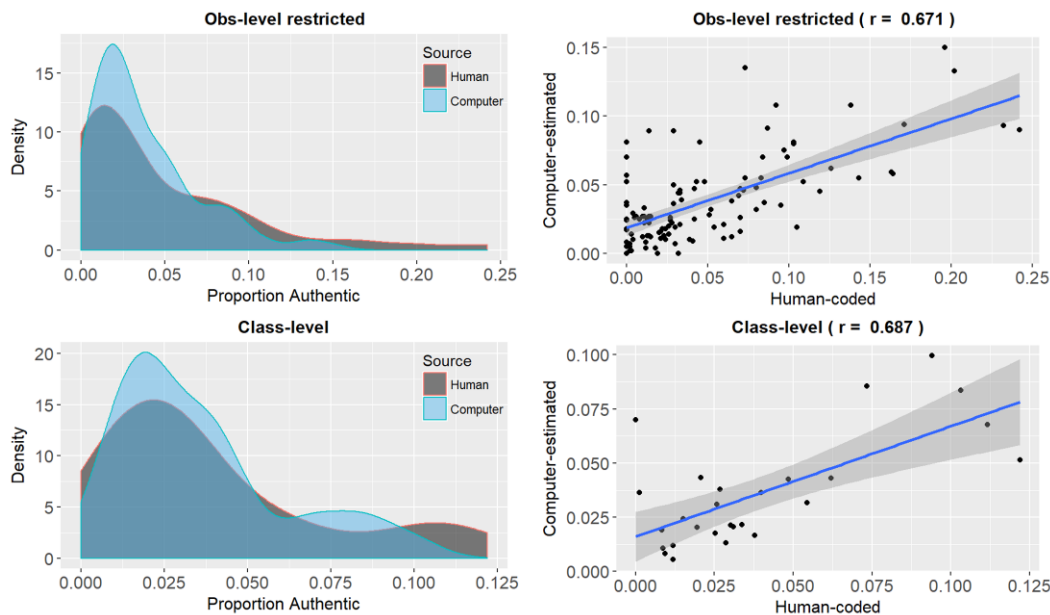 Obs-level restricted
Source
Human
Computer
15
10
5
0
Density
0.00 0.05 0.10 0.15 0.20 0.25
Proportion Authentic
Obs-level restricted ( r = 0.671 )
0.15
0.10
0.05
0.00
Computer-estimated
0.00 0.05 0.10 0.15 0.20
Human-coded
Class-level
Source
Human
Computer
20
15
10
5
0
Density
0.000 0.025 0.050 0.075 0.100 0.125
Proportion Authentic
Class-level ( r = 0.687 )
0.100
0.075
0.050
0.025
0.000
Computer-estimated
0.000 0.025 0.050 0.075 0.100 0.125
Human-coded